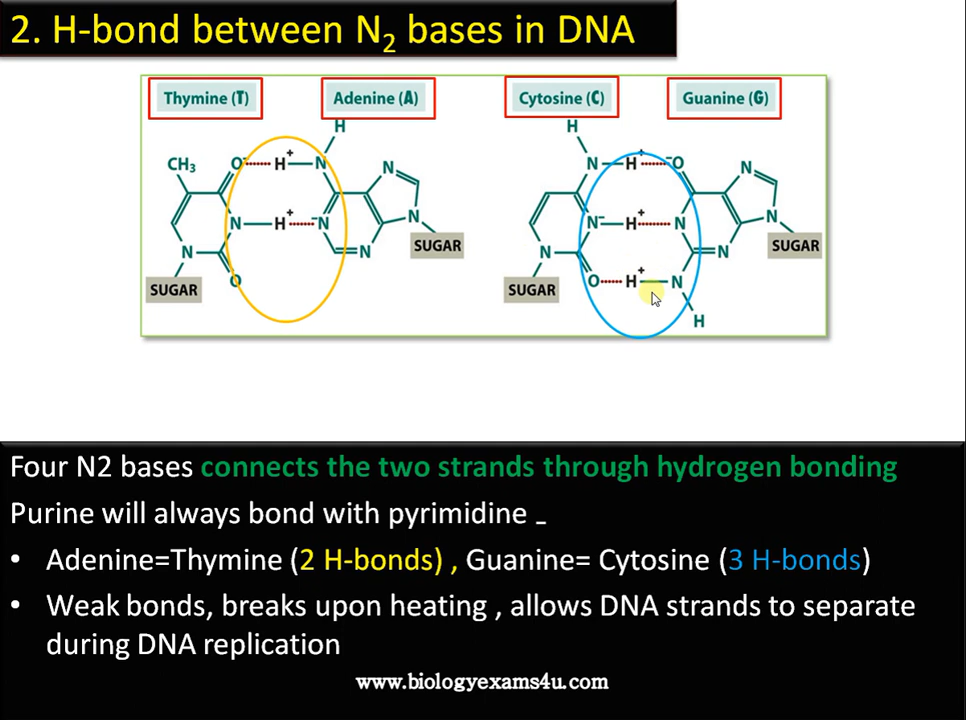 2. H-bond between N₂ bases in DNA
Thymine (T) Adenine (A) Cytosine (C) Guanine (G)
H H
CH₃ O⁻ H⁺ N N N H⁺ ⁻O N
N H⁺ ⁻N N N⁻ H⁺ N N
SUGAR SUGAR
N N N N
O O H⁺ N
SUGAR SUGAR
H
Four N2 bases connects the two strands through hydrogen bonding
Purine will always bond with pyrimidine -
• Adenine=Thymine (2 H-bonds) , Guanine= Cytosine (3 H-bonds)
• Weak bonds, breaks upon heating , allows DNA strands to separate
during DNA replication
www.biologyexams4u.com